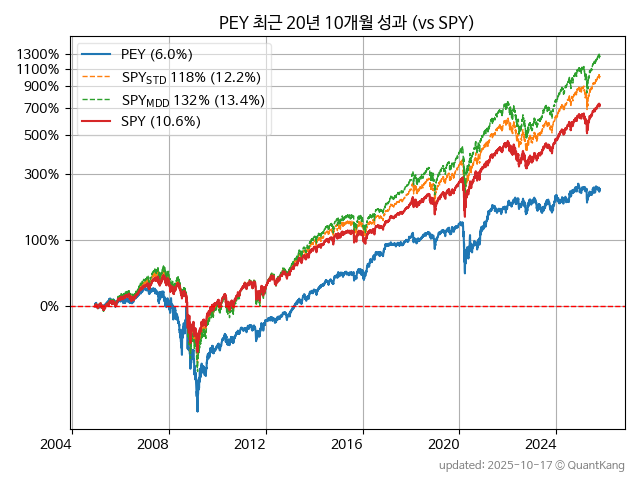 PEY 최근 20년 10개월 성과 (vs SPY)
PEY (6.0%)
SPY_STD 118% (12.2%)
SPY_MDD 132% (13.4%)
SPY (10.6%)
1300%
1100%
900%
700%
500%
300%
100%
0%
2004 2008 2012 2016 2020 2024
updated: 2025-10-17 ⓒ QuantKang